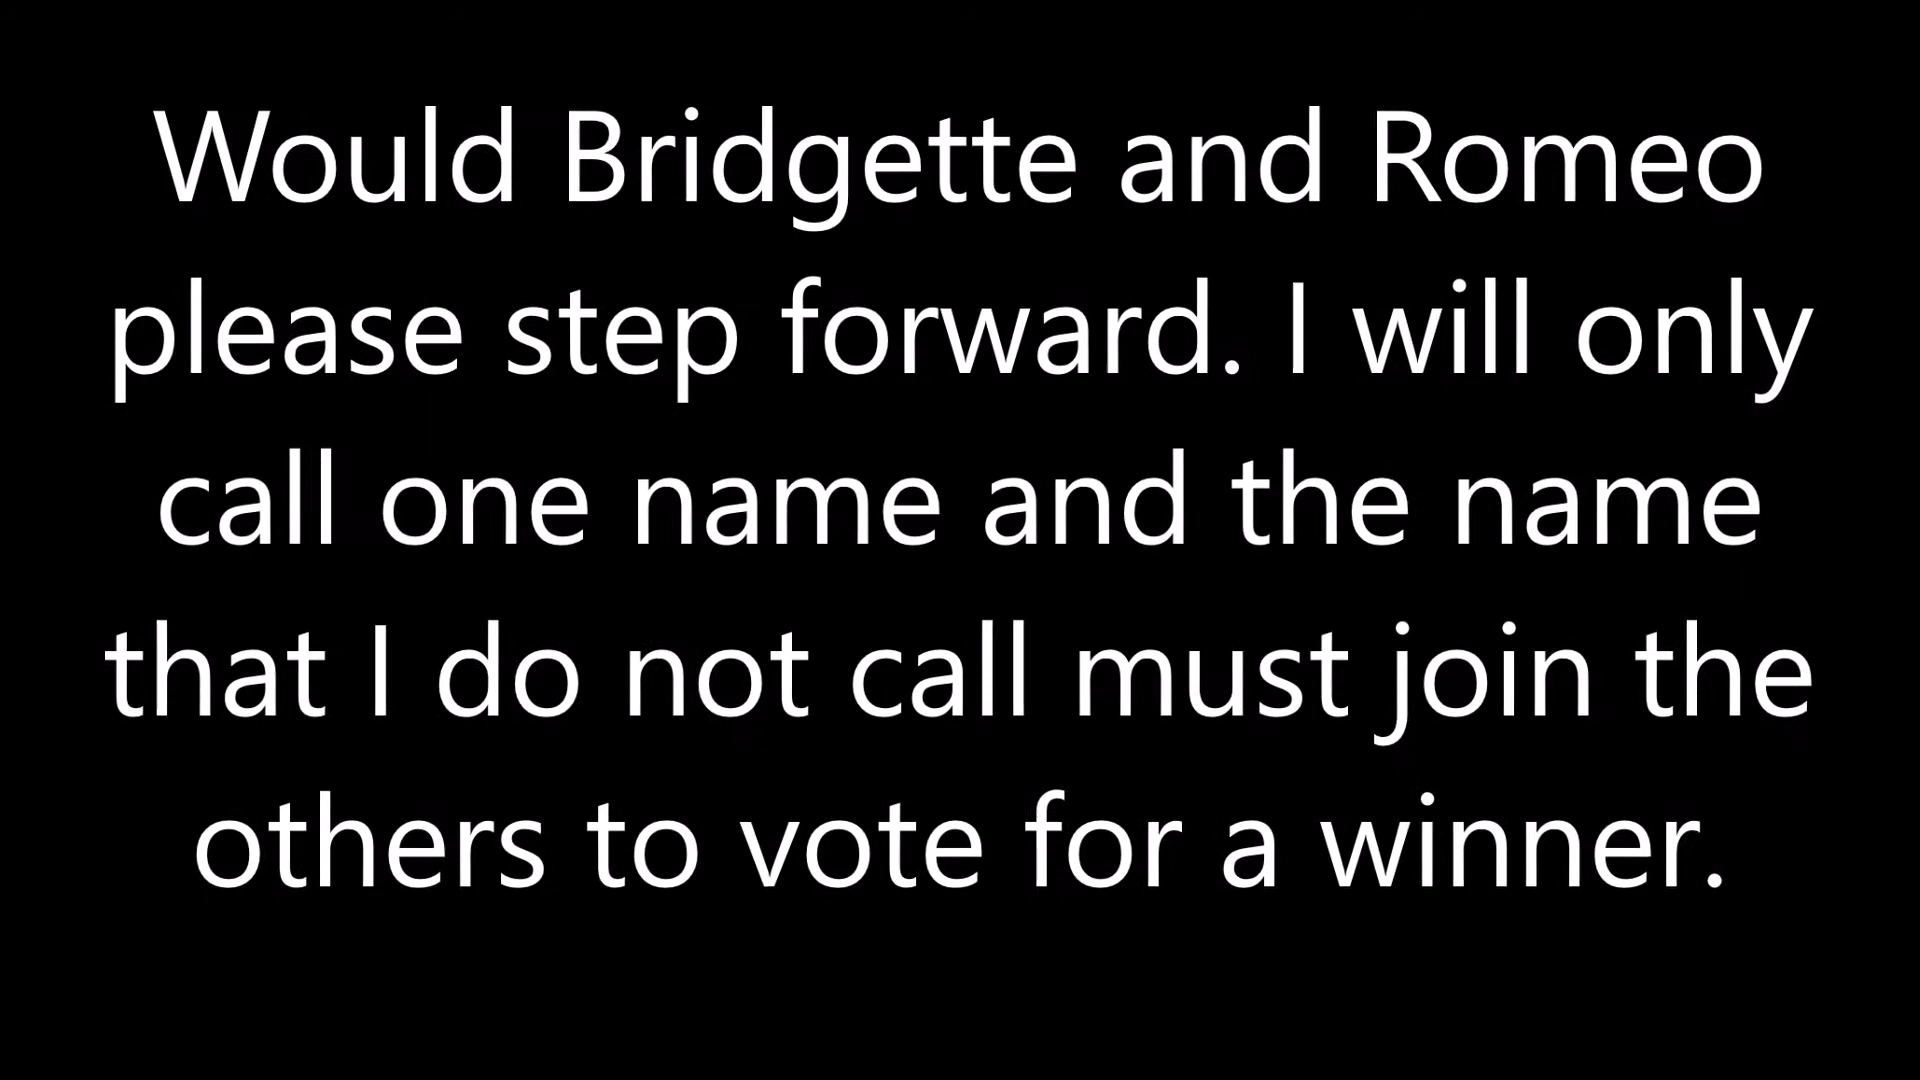 Would Bridgette and Romeo
please step forward. I will only
call one name and the name
that I do not call must join the
others to vote for a winner.